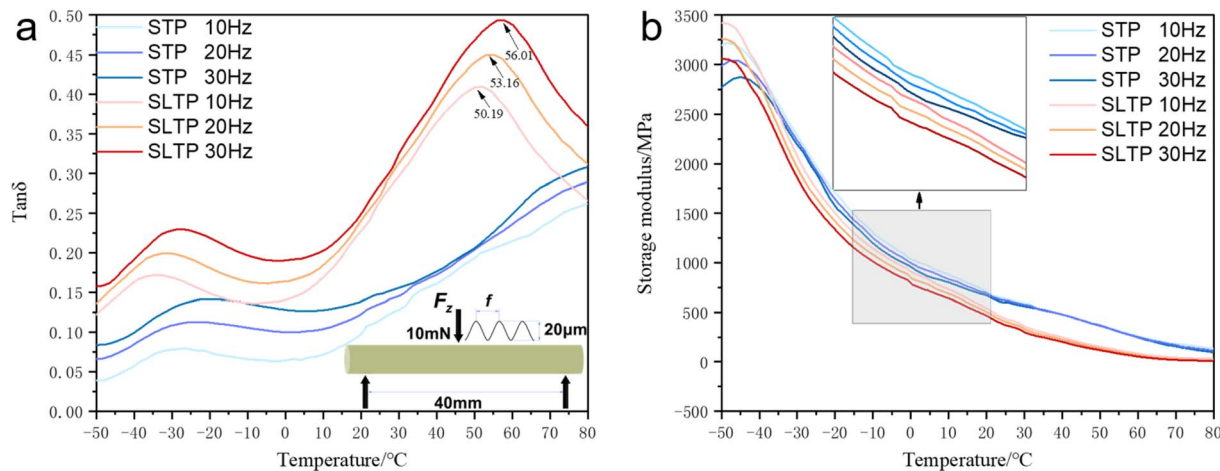 a
0.50
0.45
0.40
0.35
0.30
0.25
0.20
0.15
0.10
0.05
0.00
Tanδ
STP 10Hz
STP 20Hz
STP 30Hz
SLTP 10Hz
SLTP 20Hz
SLTP 30Hz
56.01
53.16
50.19
Fz
f
10mN
20μm
40mm
-50 -40 -30 -20 -10 0 10 20 30 40 50 60 70 80
Temperature/°C
b
3500
3000
2500
2000
1500
1000
500
0
-500
Storage modulus/MPa
STP 10Hz
STP 20Hz
STP 30Hz
SLTP 10Hz
SLTP 20Hz
SLTP 30Hz
-50 -40 -30 -20 -10 0 10 20 30 40 50 60 70 80
Temperature/°C